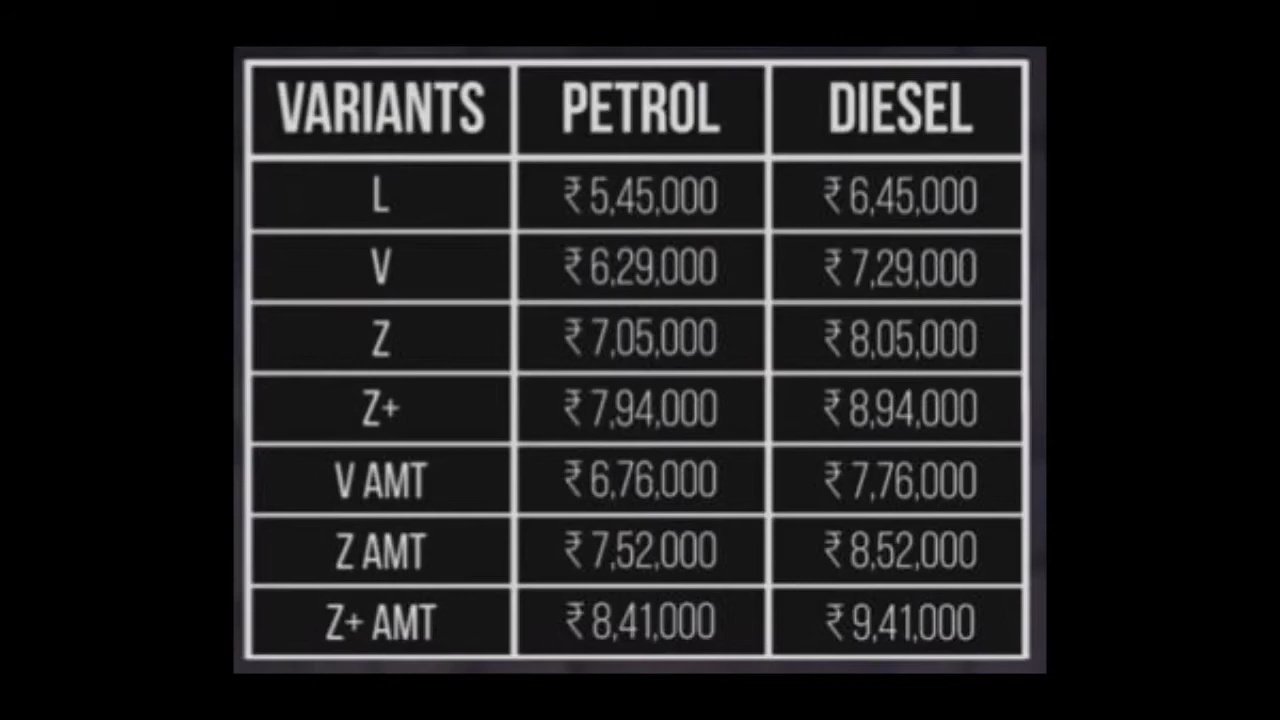 VARIANTS PETROL DIESEL
L ₹ 5,45,000 ₹ 6,45,000
V ₹ 6,29,000 ₹ 7,29,000
Z ₹ 7,05,000 ₹ 8,05,000
Z+ ₹ 7,94,000 ₹ 8,94,000
V AMT ₹ 6,76,000 ₹ 7,76,000
Z AMT ₹ 7,52,000 ₹ 8,52,000
Z+ AMT ₹ 8,41,000 ₹ 9,41,000